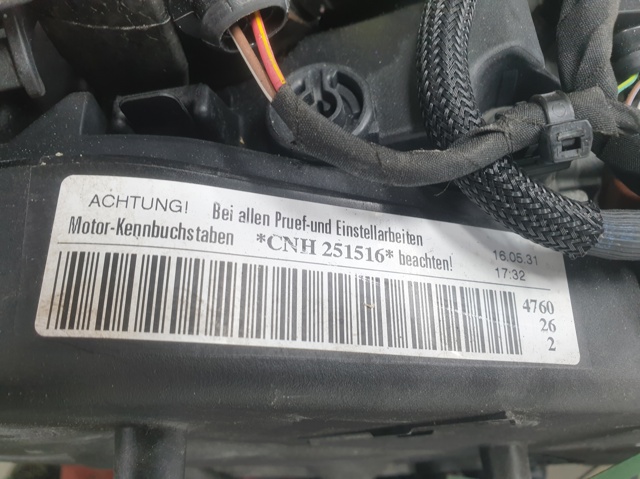 ACHTUNG! Bei allen Pruef-und Einstellarbeiten
Motor-Kennbuchstaben *CNH 251516* beachten!
16.05.31
17:32
4760
26
2